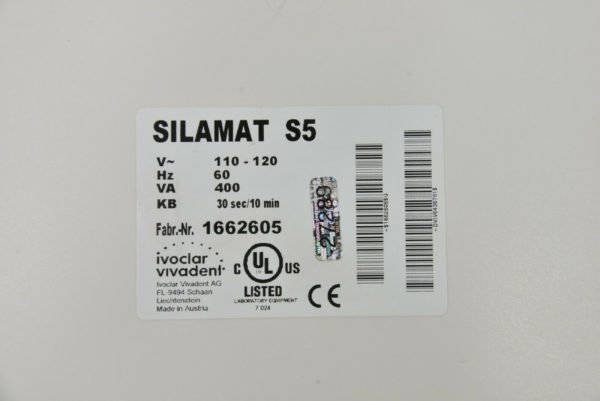 SILAMAT S5
V~ 110 - 120
Hz 60
VA 400
KB 30 sec/10 min
Fabr.-Nr. 1662605
ivoclar
vivadent
Ivoclar Vivadent AG
FL-9494 Schaan
Liechtenstein
Made in Austria
C UL US
LISTED
LABORATORY EQUIPMENT
7 D24
CE
27289